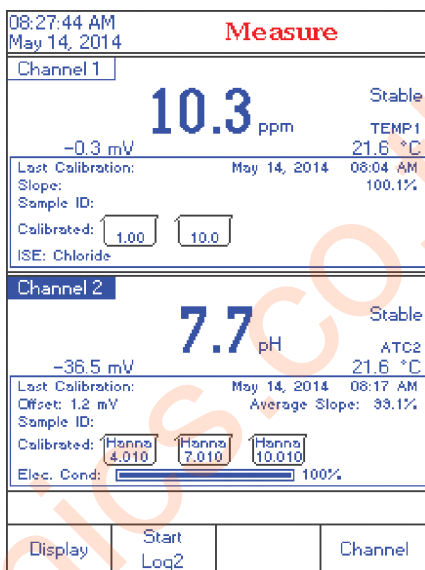 08:27:44 AM
May 14, 2014
Measure
Channel 1
10.3 ppm
Stable
TEMP1
-0.3 mV
21.6 °C
Last Calibration: May 14, 2014 08:04 AM
Slope: 100.1%
Sample ID:
Calibrated: 1.00 10.0
ISE: Chloride
Channel 2
7.7 pH
Stable
ATC2
-36.5 mV
21.6 °C
Last Calibration: May 14, 2014 08:17 AM
Offset: 1.2 mV Average Slope: 99.1%
Sample ID:
Calibrated: Hanna 4.010 Hanna 7.010 Hanna 10.010
Elec. Cond: 100%
Display
Start Log2
Channel